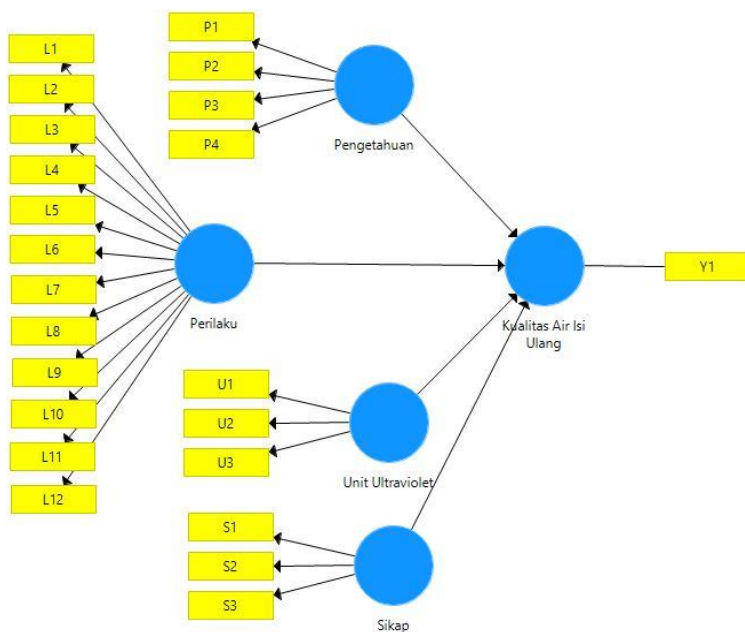 P1
P2
P3
P4
Pengetahuan
L1
L2
L3
L4
L5
L6
L7
L8
L9
L10
L11
L12
Perilaku
Kualitas Air Isi
Ulang
Y1
U1
U2
U3
Unit Ultraviolet
S1
S2
S3
Sikap